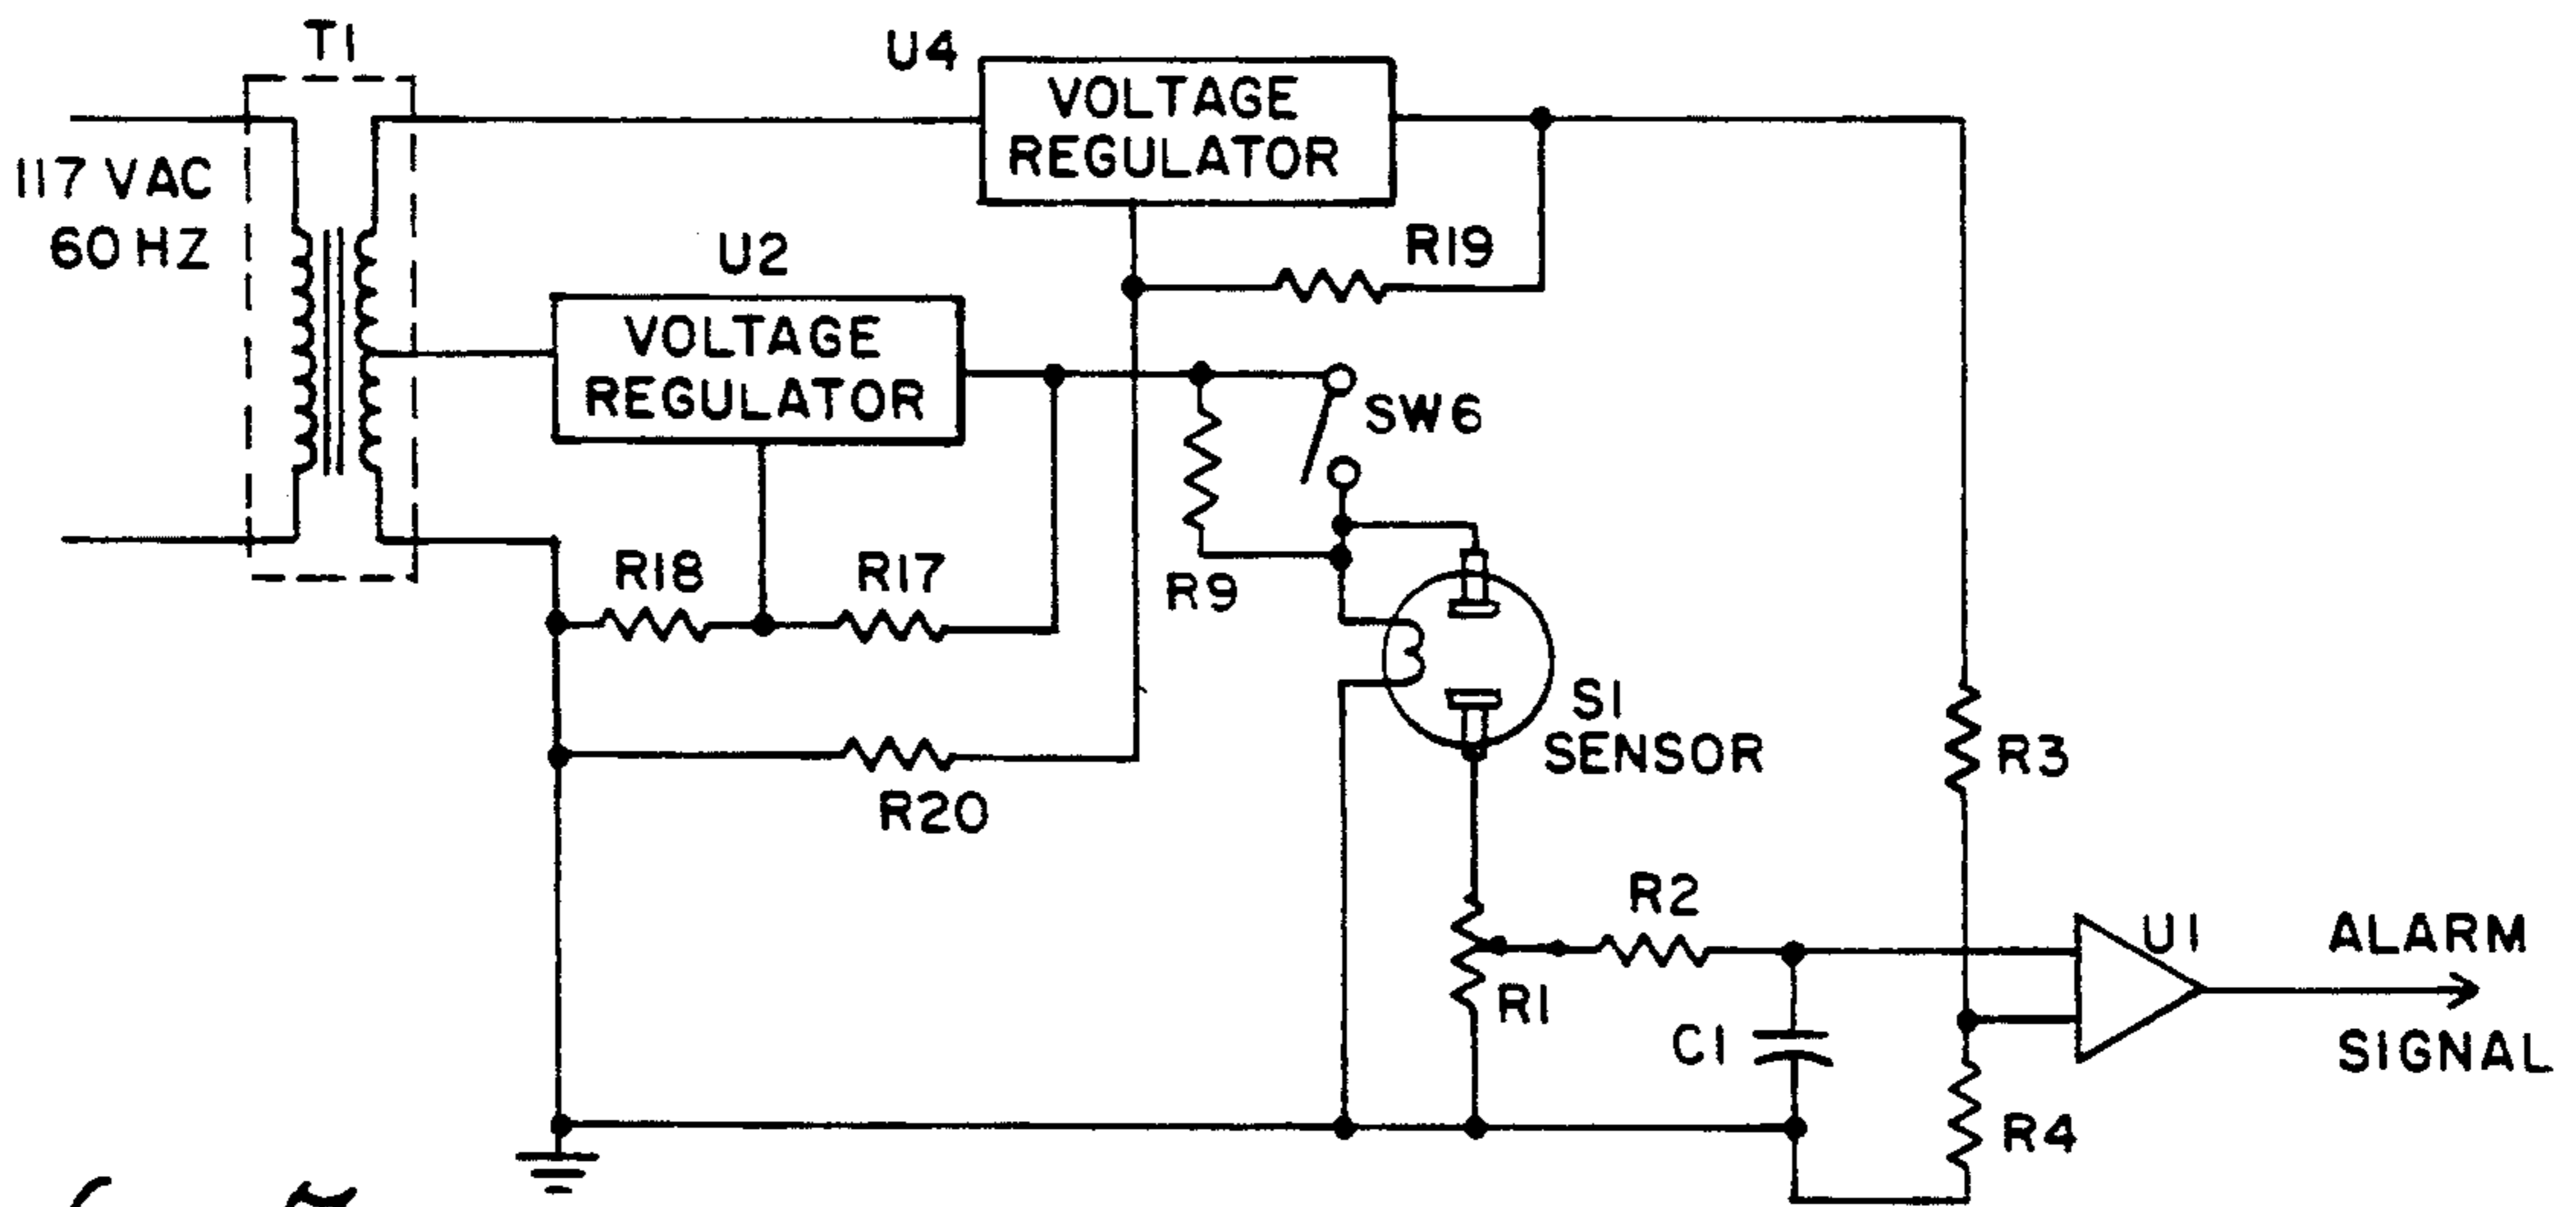 T1
U4
VOLTAGE
REGULATOR
117 VAC
60 HZ
R19
U2
VOLTAGE
REGULATOR
SW6
R18
R17
R9
S1
SENSOR
R3
R20
R2
U1
ALARM
R1
C1
SIGNAL
R4